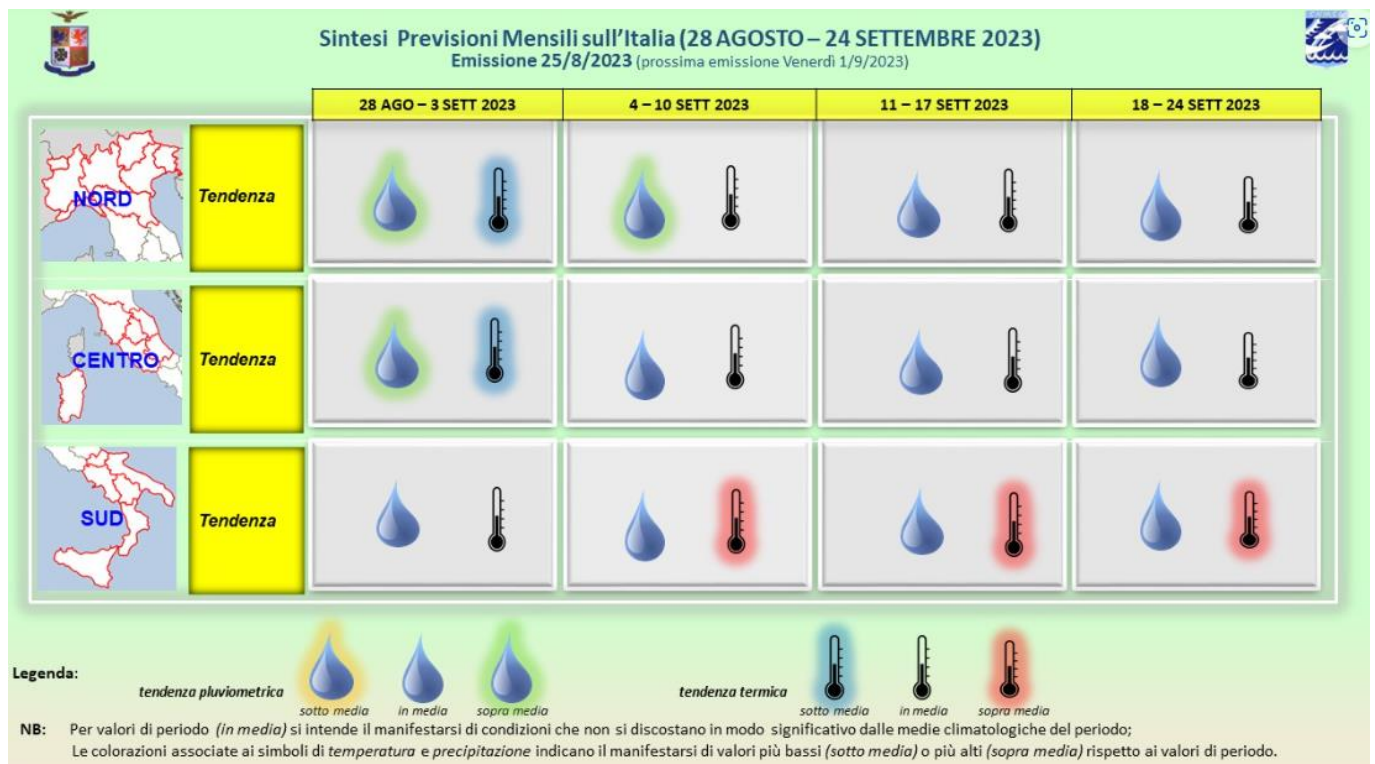 Sintesi Previsioni Mensili sull'Italia (28 AGOSTO – 24 SETTEMBRE 2023)
Emissione 25/8/2023 (prossima emissione Venerdì 1/9/2023)
28 AGO – 3 SETT 2023
4 – 10 SETT 2023
11 – 17 SETT 2023
18 – 24 SETT 2023
NORD
Tendenza
CENTRO
Tendenza
SUD
Tendenza
Legenda:
tendenza pluviometrica
sotto media
in media
sopra media
tendenza termica
sotto media
in media
sopra media
NB: Per valori di periodo (in media) si intende il manifestarsi di condizioni che non si discostano in modo significativo dalle medie climatologiche del periodo;
Le colorazioni associate ai simboli di temperatura e precipitazione indicano il manifestarsi di valori più bassi (sotto media) o più alti (sopra media) rispetto ai valori di periodo.